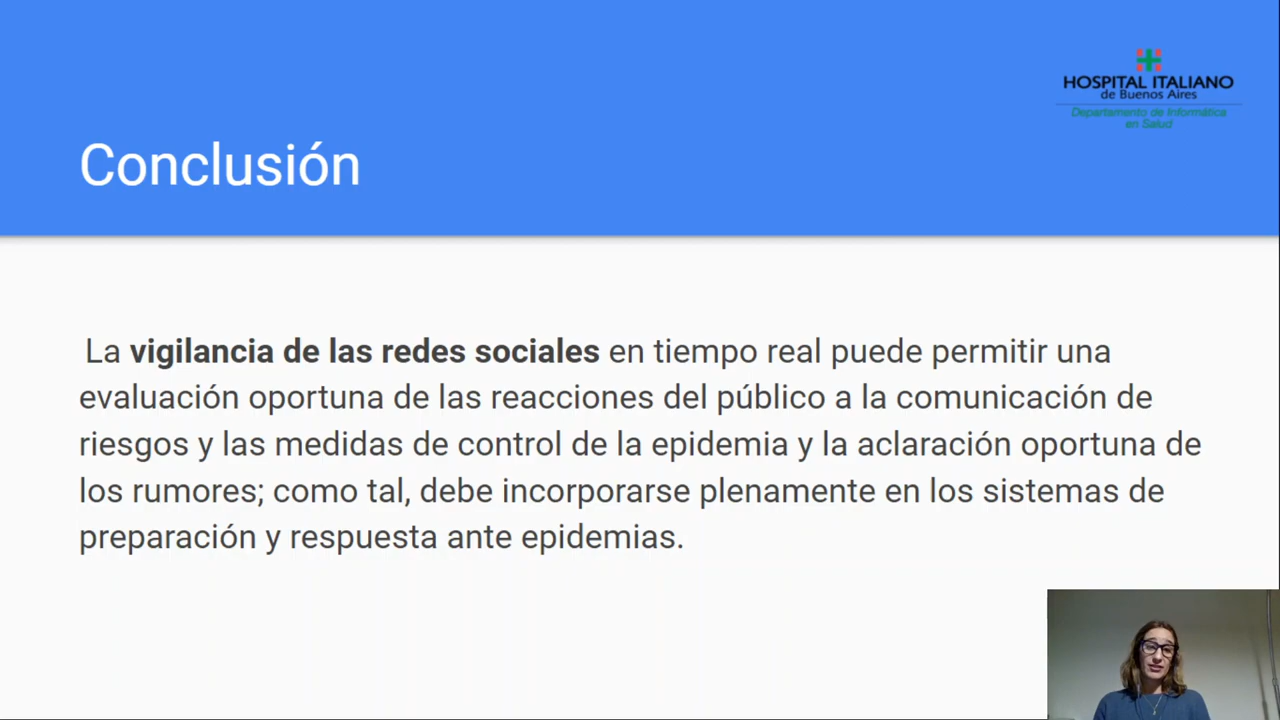 HOSPITAL ITALIANO
de Buenos Aires
Departamento de Informática
en Salud
Conclusión
La vigilancia de las redes sociales en tiempo real puede permitir una
evaluación oportuna de las reacciones del público a la comunicación de
riesgos y las medidas de control de la epidemia y la aclaración oportuna de
los rumores; como tal, debe incorporarse plenamente en los sistemas de
preparación y respuesta ante epidemias.